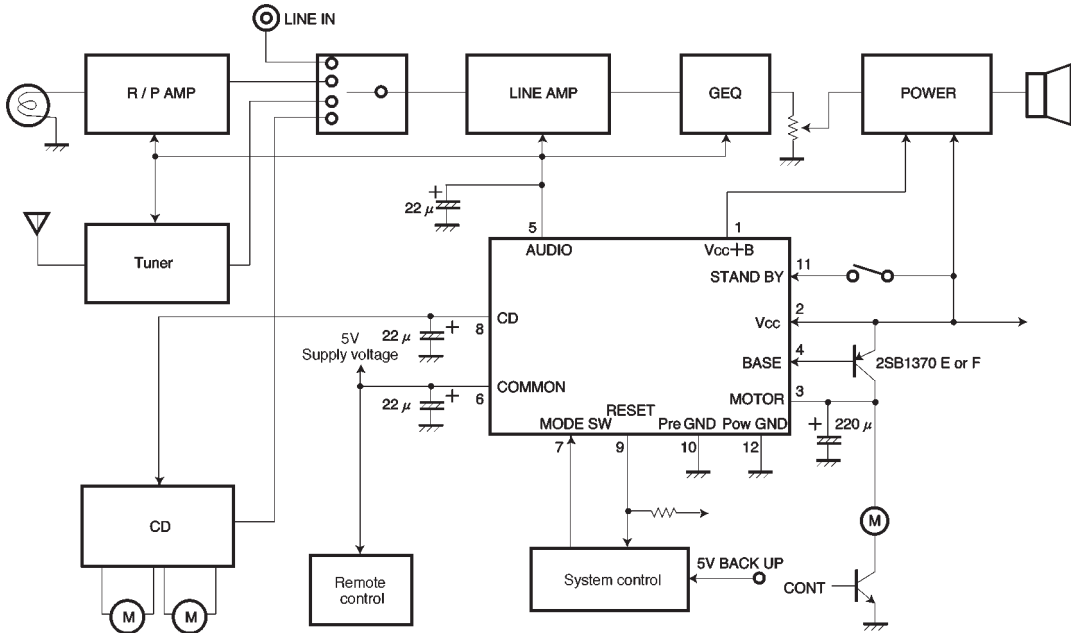 LINE IN
R / P AMP
LINE AMP
GEQ
POWER
+
22 μ
5
1
AUDIO
Vcc+B
Tuner
11
STAND BY
2
Vcc
CD
8
22 μ
+
5V
Supply voltage
4
BASE
2SB1370 E or F
COMMON
6
22 μ
+
3
MOTOR
RESET
MODE SW
Pre GND
Pow GND
+
220 μ
7
9
10
12
CD
M
M
M
Remote
control
System control
5V BACK UP
CONT